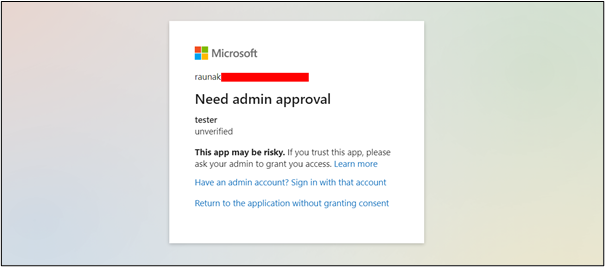 Microsoft
raunak
Need admin approval
tester
unverified
This app may be risky. If you trust this app, please
ask your admin to grant you access. Learn more
Have an admin account? Sign in with that account
Return to the application without granting consent